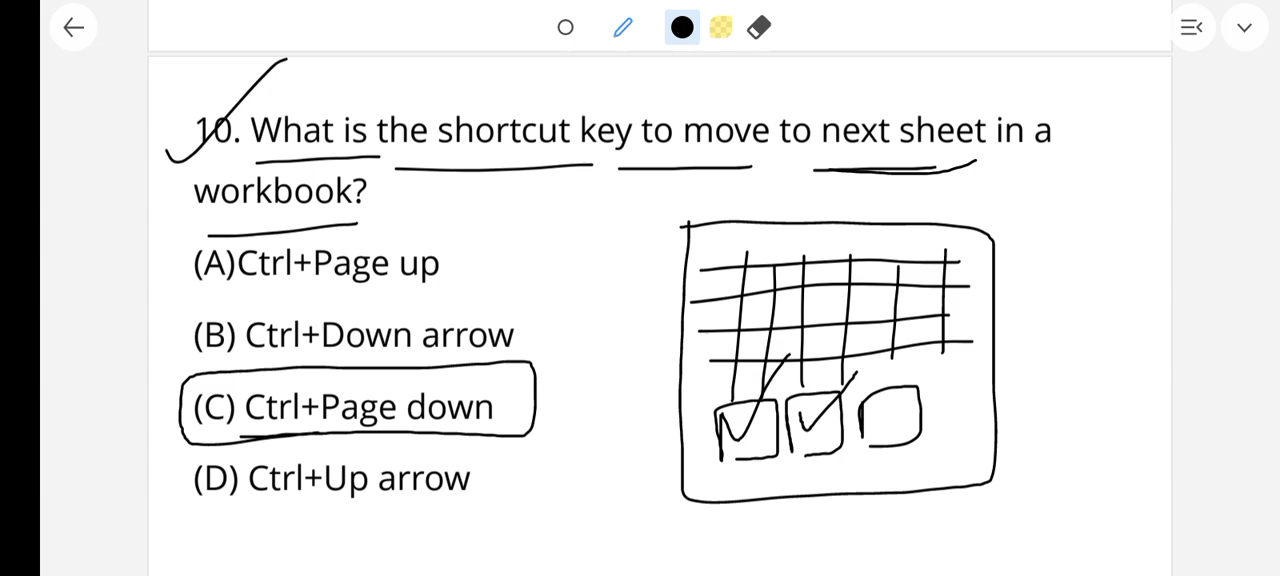 10. What is the shortcut key to move to next sheet in a
workbook?
(A)Ctrl+Page up
(B) Ctrl+Down arrow
(C) Ctrl+Page down
(D) Ctrl+Up arrow